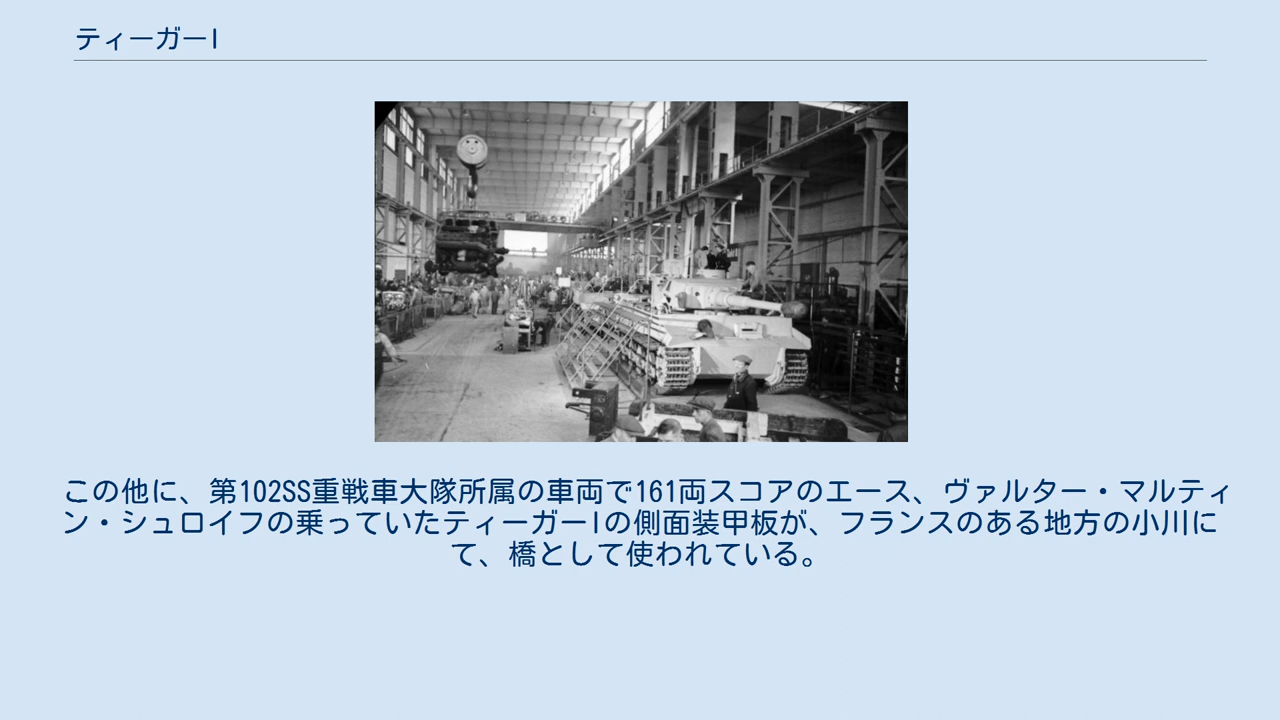 ティーガーI
この他に、第102SS重戦車大隊所属の車両で161両スコアのエース、ヴァルター・マルティ
ン・シュロイフの乗っていたティーガーIの側面装甲板が、フランスのある地方の小川に
て、橋として使われている。